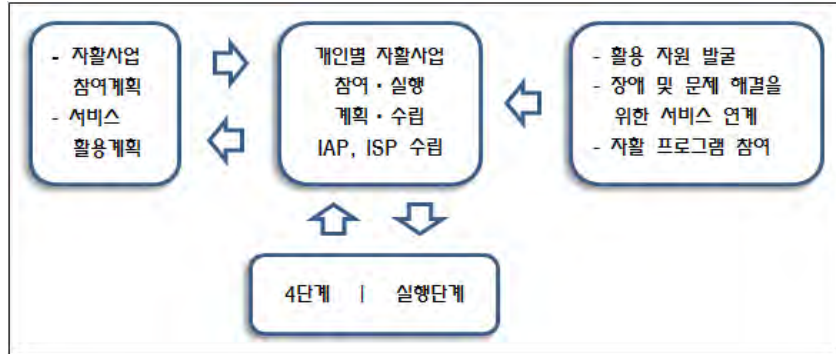 - 자활사업
참여계획
- 서비스
활용계획
개인별 자활사업
참여・실행
계획・수립
IAP, ISP 수립
- 활용 자원 발굴
- 장애 및 문제 해결을
위한 서비스 연계
- 자활 프로그램 참여
4단계 | 실행단계